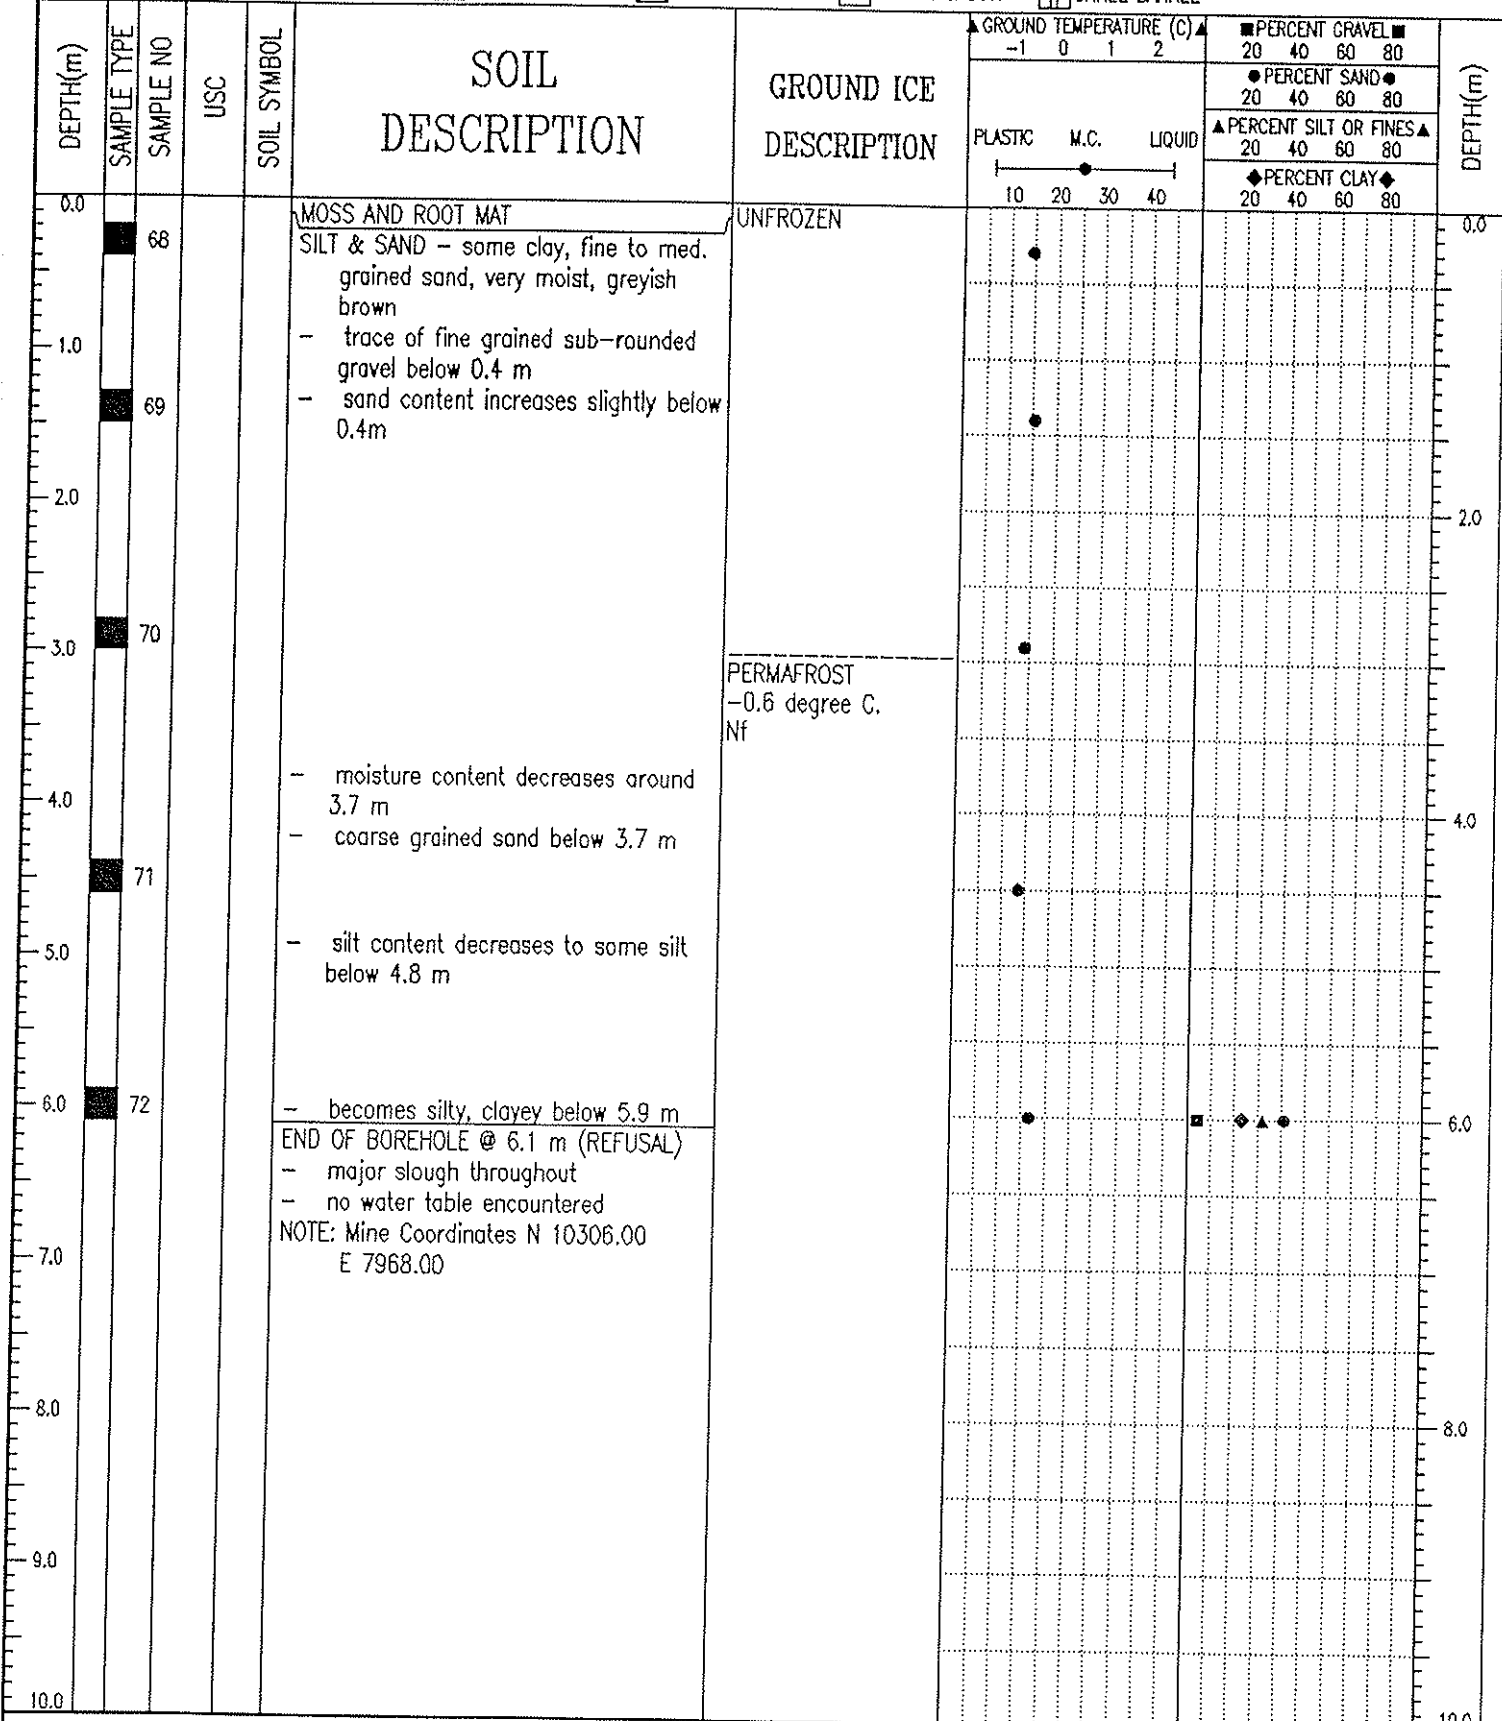 DEPTH(m)
SAMPLE TYPE
SAMPLE NO
USC
SOIL SYMBOL
SOIL
DESCRIPTION
GROUND ICE
DESCRIPTION
▲GROUND TEMPERATURE (C)▲
-1 0 1 2
PLASTIC M.C. LIQUID
10 20 30 40
■PERCENT GRAVEL■
20 40 60 80
●PERCENT SAND●
20 40 60 80
▲PERCENT SILT OR FINES▲
20 40 60 80
◆PERCENT CLAY◆
20 40 60 80
DEPTH(m)
0.0
1.0
2.0
3.0
4.0
5.0
6.0
7.0
8.0
9.0
10.0
68
69
70
71
72
MOSS AND ROOT MAT
SILT & SAND – some clay, fine to med.
grained sand, very moist, greyish
brown
– trace of fine grained sub-rounded
gravel below 0.4 m
– sand content increases slightly below
0.4m
– moisture content decreases around
3.7 m
– coarse grained sand below 3.7 m
– silt content decreases to some silt
below 4.8 m
– becomes silty, clayey below 5.9 m
END OF BOREHOLE @ 6.1 m (REFUSAL)
– major slough throughout
– no water table encountered
NOTE: Mine Coordinates N 10306.00
E 7968.00
UNFROZEN
PERMAFROST
-0.6 degree C.
Nf
0.0
2.0
4.0
6.0
8.0
10.0